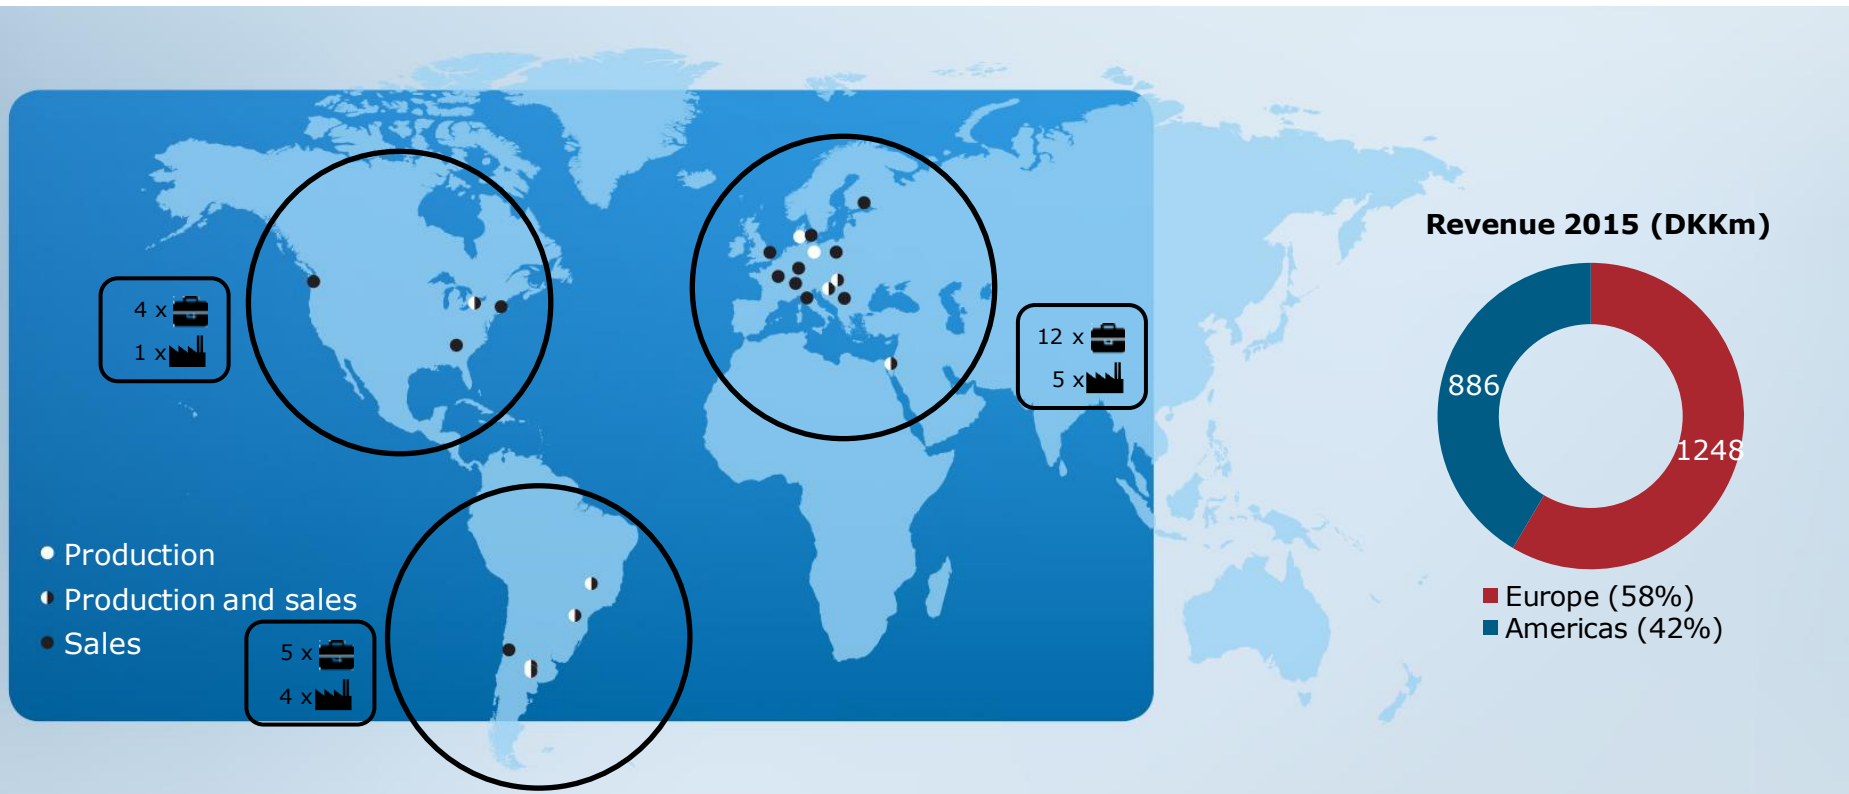 Revenue 2015 (DKKm)
4 x
1 x
12 x
5 x
886
1248
Production
Production and sales
Sales
5 x
4 x
Europe (58%)
Americas (42%)